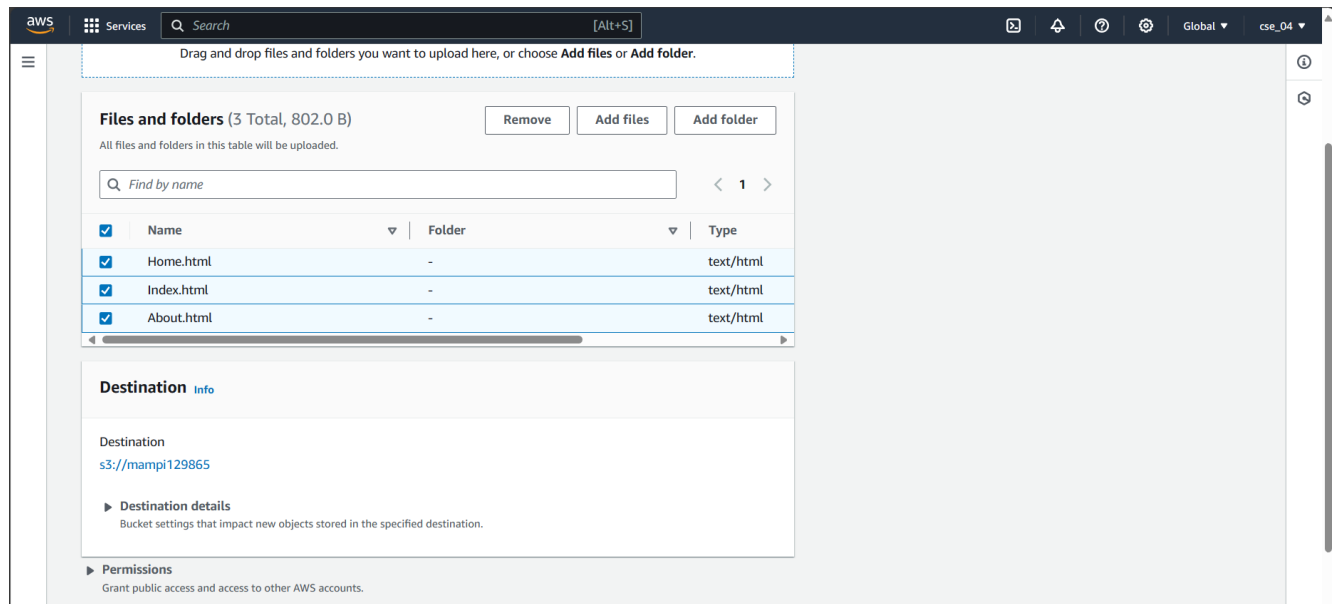 aws Services Search [Alt+S] Global cse_04
Drag and drop files and folders you want to upload here, or choose Add files or Add folder.
Files and folders (3 Total, 802.0 B) Remove Add files Add folder
All files and folders in this table will be uploaded.
Find by name 1
Name Folder Type
Home.html - text/html
Index.html - text/html
About.html - text/html
Destination Info
Destination
s3://mampi129865
Destination details
Bucket settings that impact new objects stored in the specified destination.
Permissions
Grant public access and access to other AWS accounts.